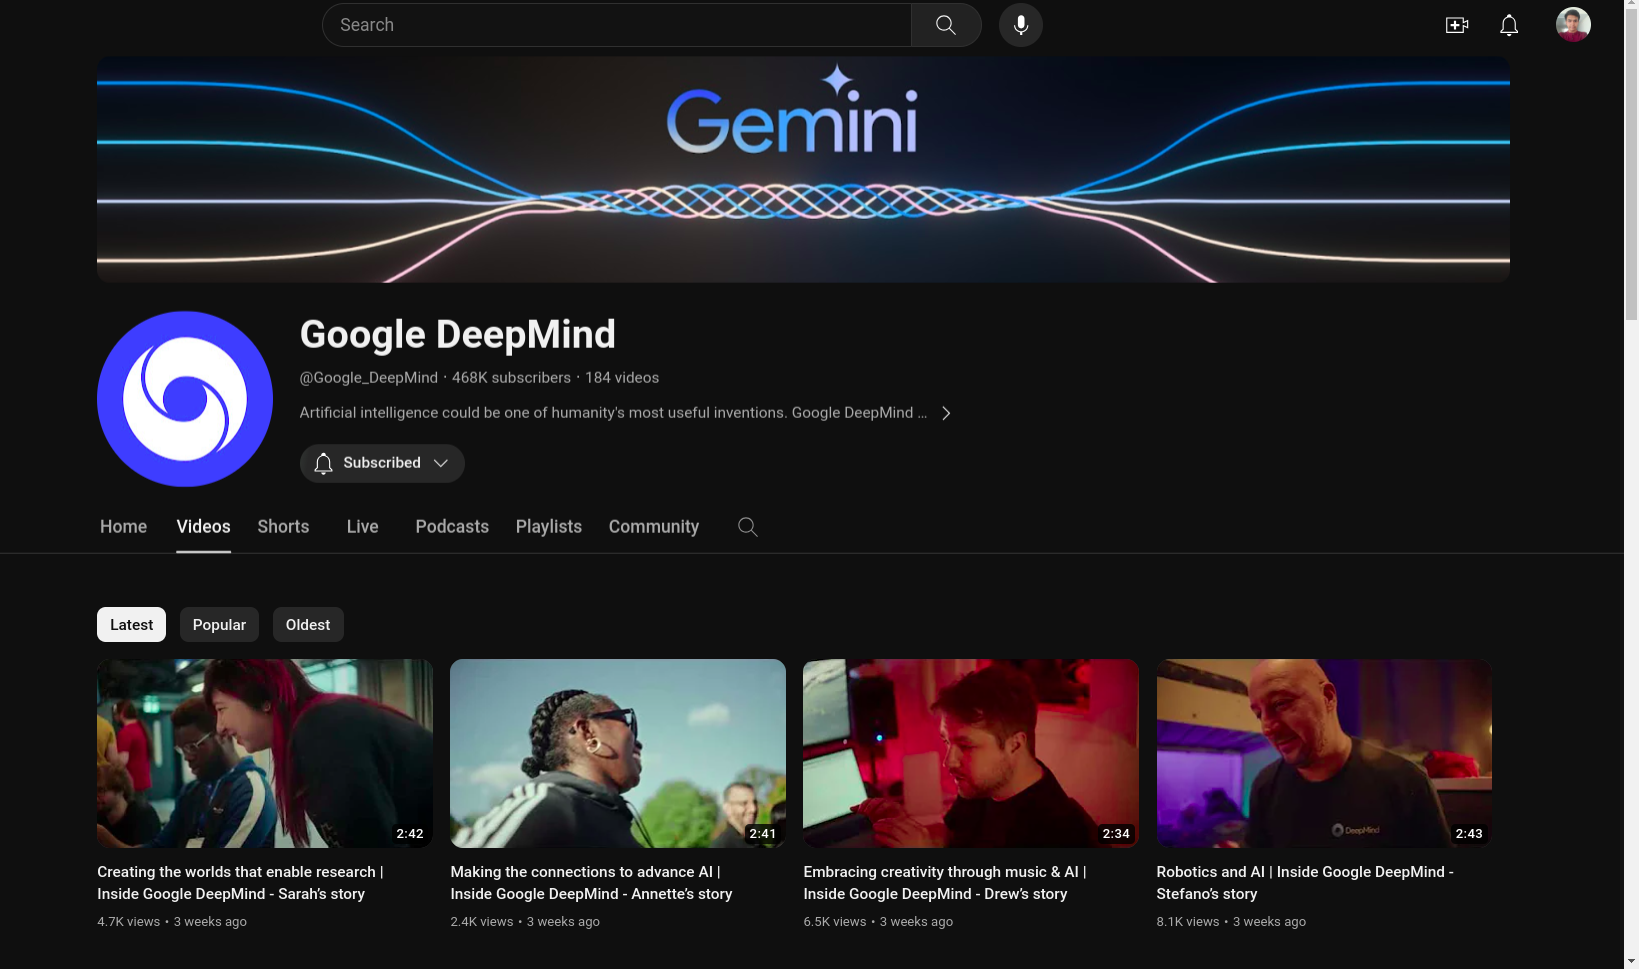 Search
Gemini
Google DeepMind
@Google_DeepMind · 468K subscribers · 184 videos
Artificial intelligence could be one of humanity's most useful inventions. Google DeepMind ...
Subscribed
Home Videos Shorts Live Podcasts Playlists Community
Latest Popular Oldest
2:42
2:41
2:34
DeepMind
2:43
Creating the worlds that enable research |
Inside Google DeepMind - Sarah’s story
4.7K views • 3 weeks ago
Making the connections to advance AI |
Inside Google DeepMind - Annette’s story
2.4K views • 3 weeks ago
Embracing creativity through music & AI |
Inside Google DeepMind - Drew’s story
6.5K views • 3 weeks ago
Robotics and AI | Inside Google DeepMind -
Stefano’s story
8.1K views • 3 weeks ago